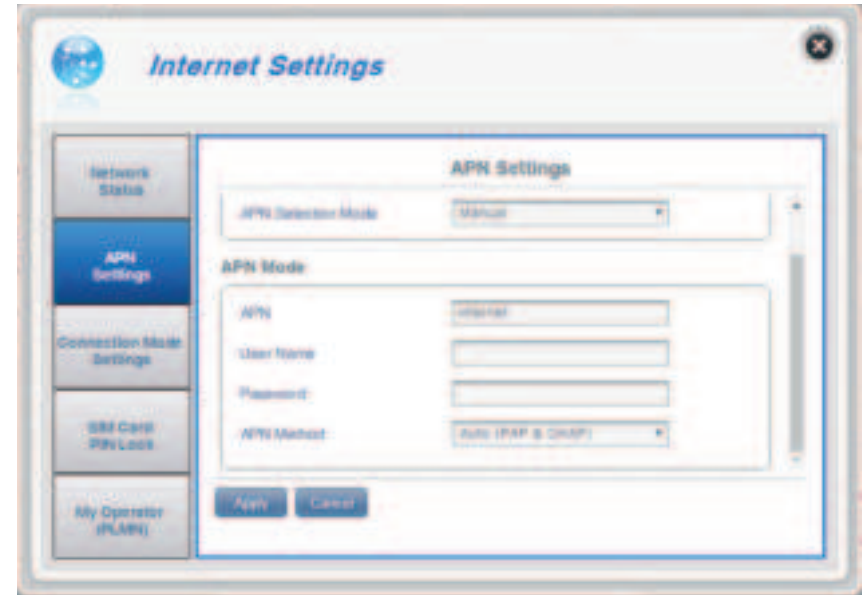 Internet Settings
Network
Status
APN Settings
APN Selection Mode
Manual
APN
Settings
APN Mode
APN
internet
Connection Mode
Settings
User Name
Password
SIM Card
PIN Lock
APN Method
Auto (PAP & CHAP)
Apply
Cancel
My Operator
(PLMN)